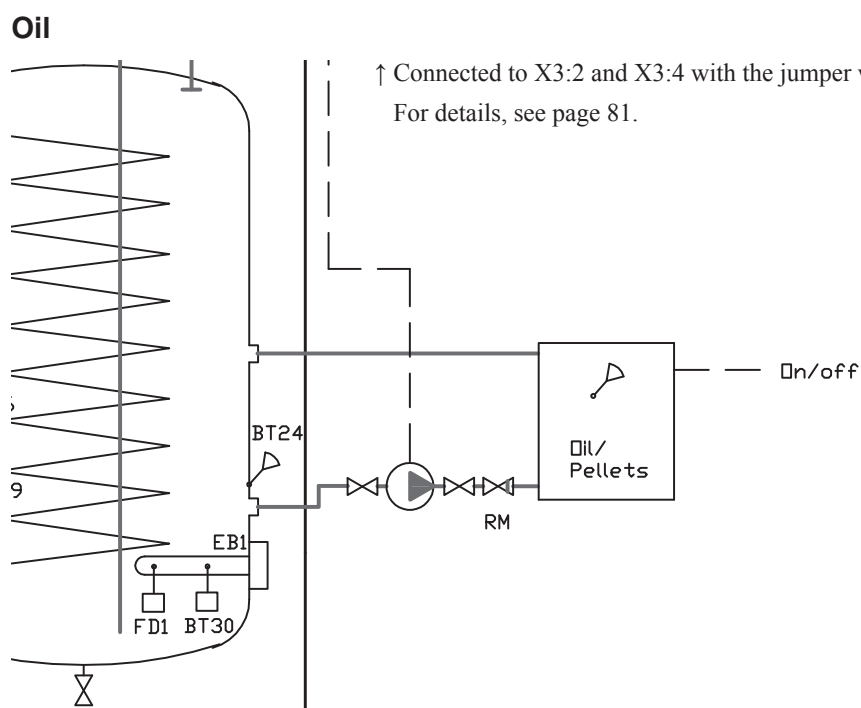 Oil
↑ Connected to X3:2 and X3:4 with the jumper
For details, see page 81.
On/off
BT24
Oil/
Pellets
9
RM
EB1
FD1 BT30